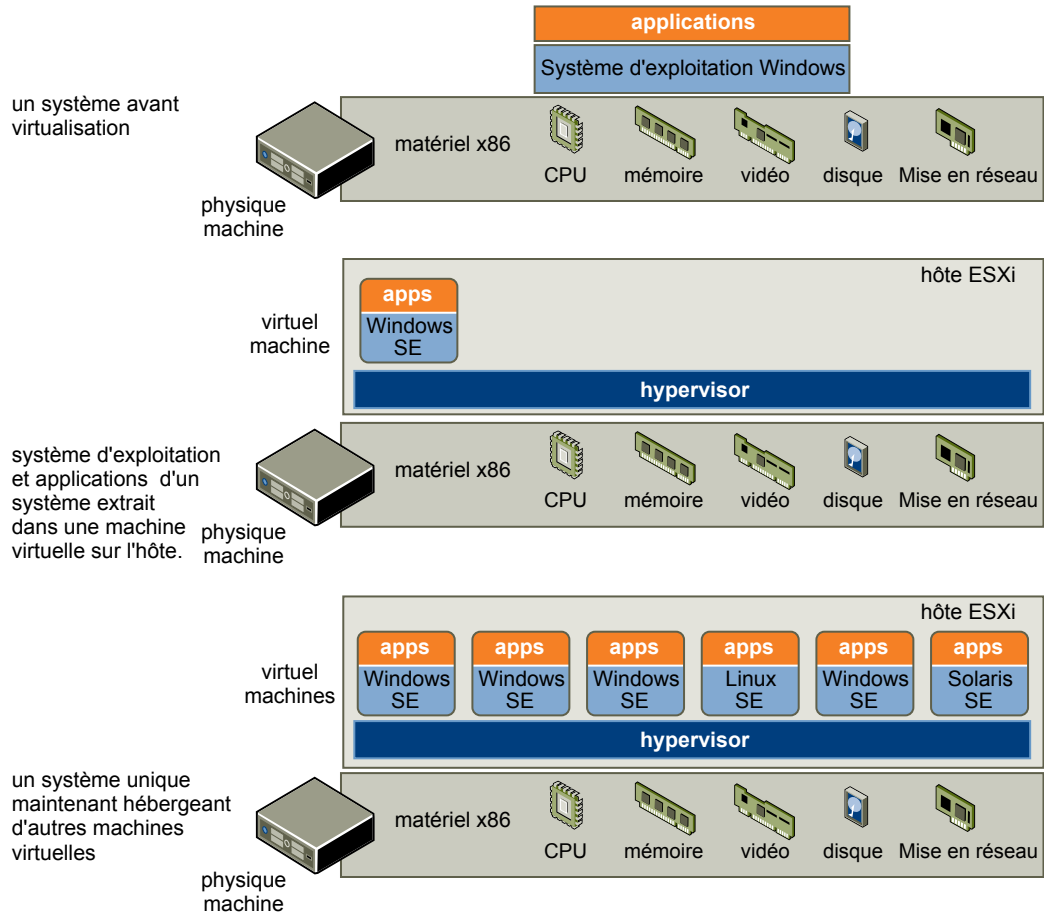 applications
Système d'exploitation Windows
un système avant
virtualisation
matériel x86
CPU mémoire vidéo disque Mise en réseau
physique
machine
hôte ESXi
apps
Windows
SE
virtuel
machine
hypervisor
système d'exploitation
et applications d'un
système extrait
dans une machine
virtuelle sur l'hôte.
matériel x86
CPU mémoire vidéo disque Mise en réseau
physique
machine
hôte ESXi
apps apps apps apps apps apps
Windows Windows Windows Linux Windows Solaris
SE SE SE SE SE SE
virtuel
machines
hypervisor
un système unique
maintenant hébergeant
d'autres machines
virtuelles
matériel x86
CPU mémoire vidéo disque Mise en réseau
physique
machine